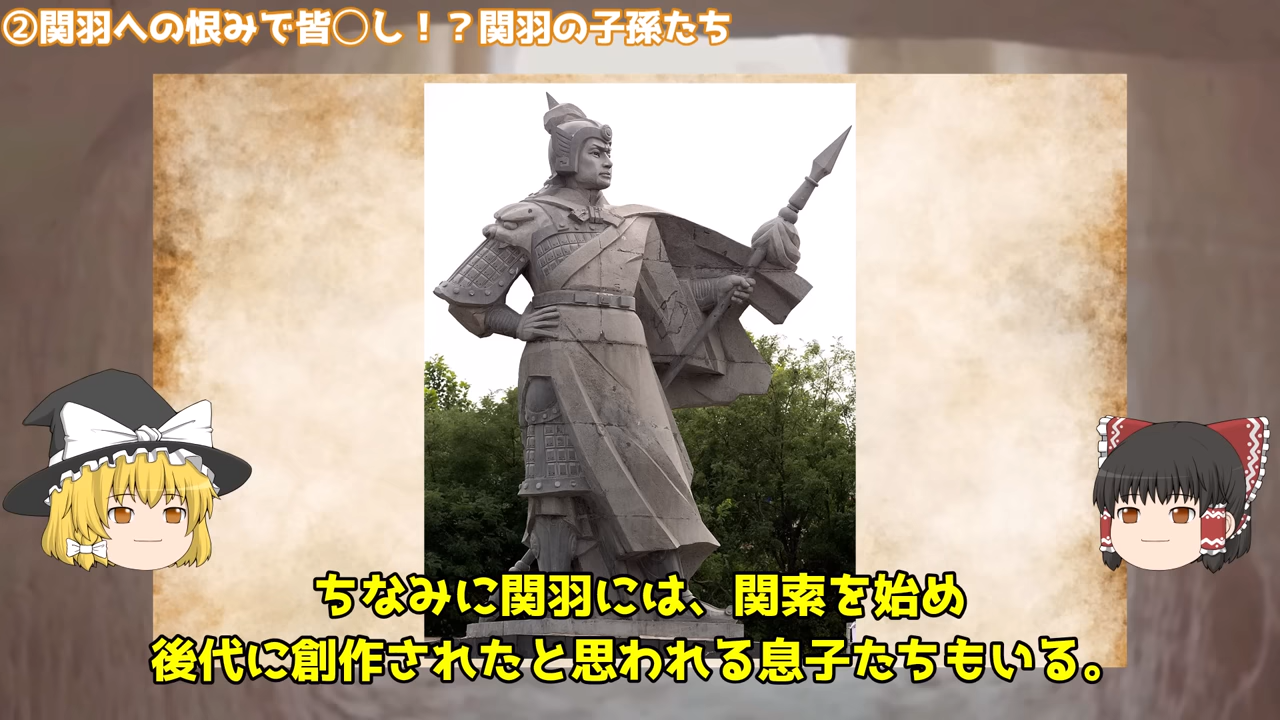 ②関羽への恨みで皆○し！？関羽の子孫たち
ちなみに関羽には、関索を始め
後代に創作されたと思われる息子たちもいる。